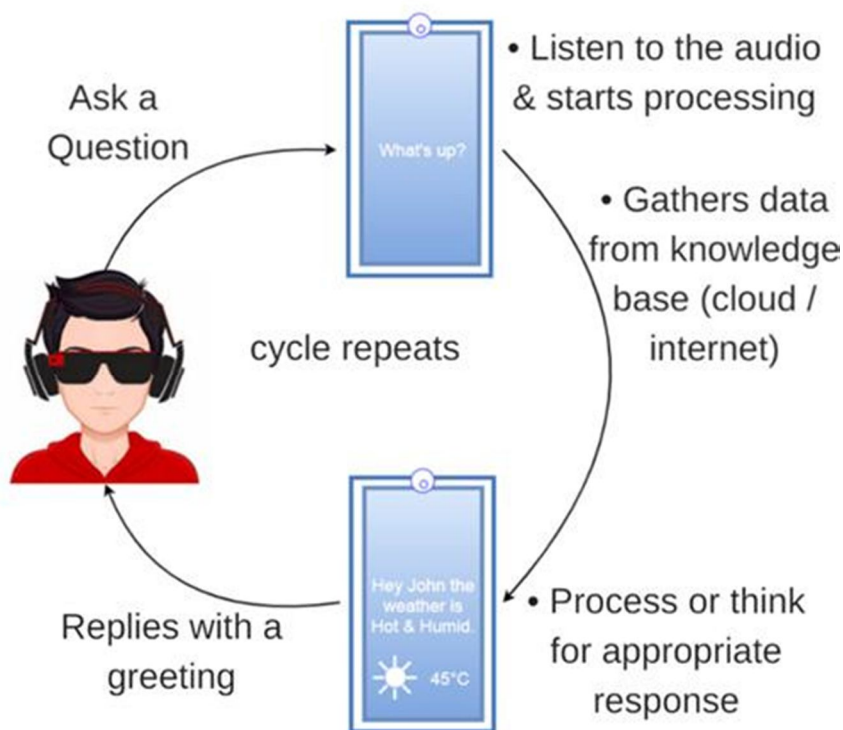 Ask a
Question
What's up?
• Listen to the audio
& starts processing
• Gathers data
from knowledge
base (cloud /
internet)
cycle repeats
Hey John the
weather is
Hot & Humid.
45°C
• Process or think
for appropriate
response
Replies with a
greeting